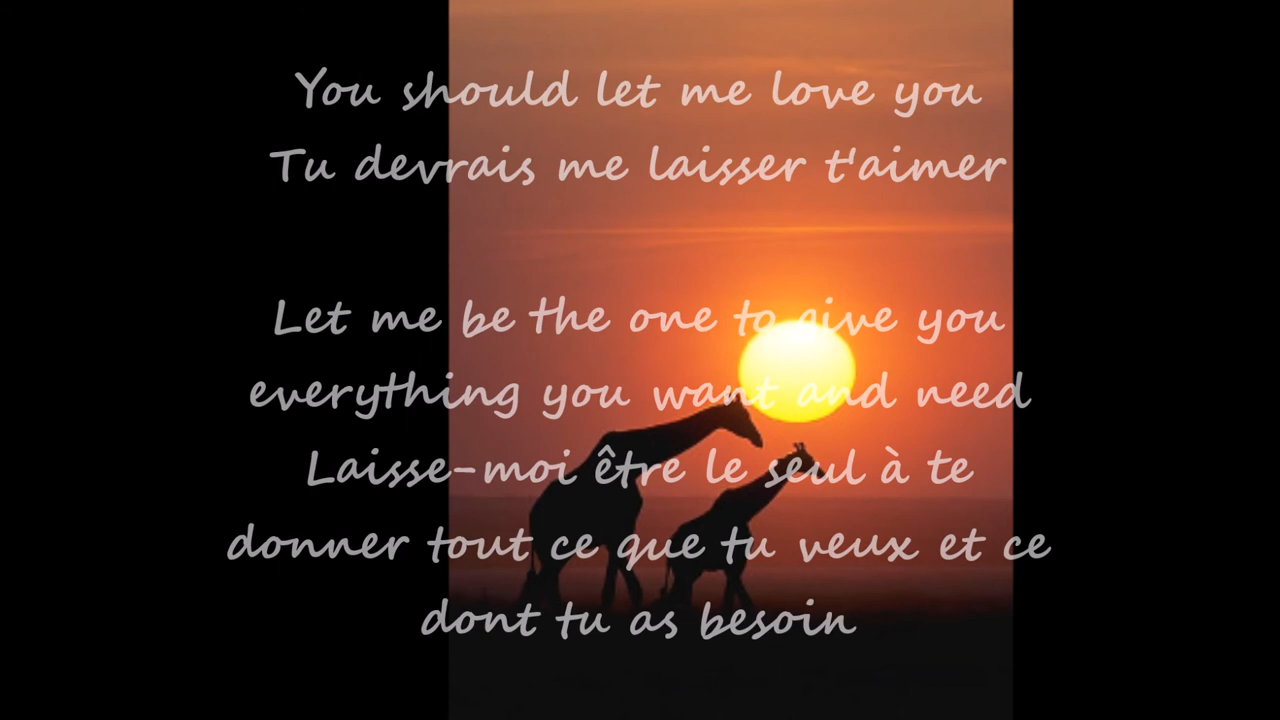 You should let me love you
Tu devrais me laisser t'aimer
Let me be the one to give you
everything you want and need
Laisse-moi être le seul à te
donner tout ce que tu veux et ce
dont tu as besoin